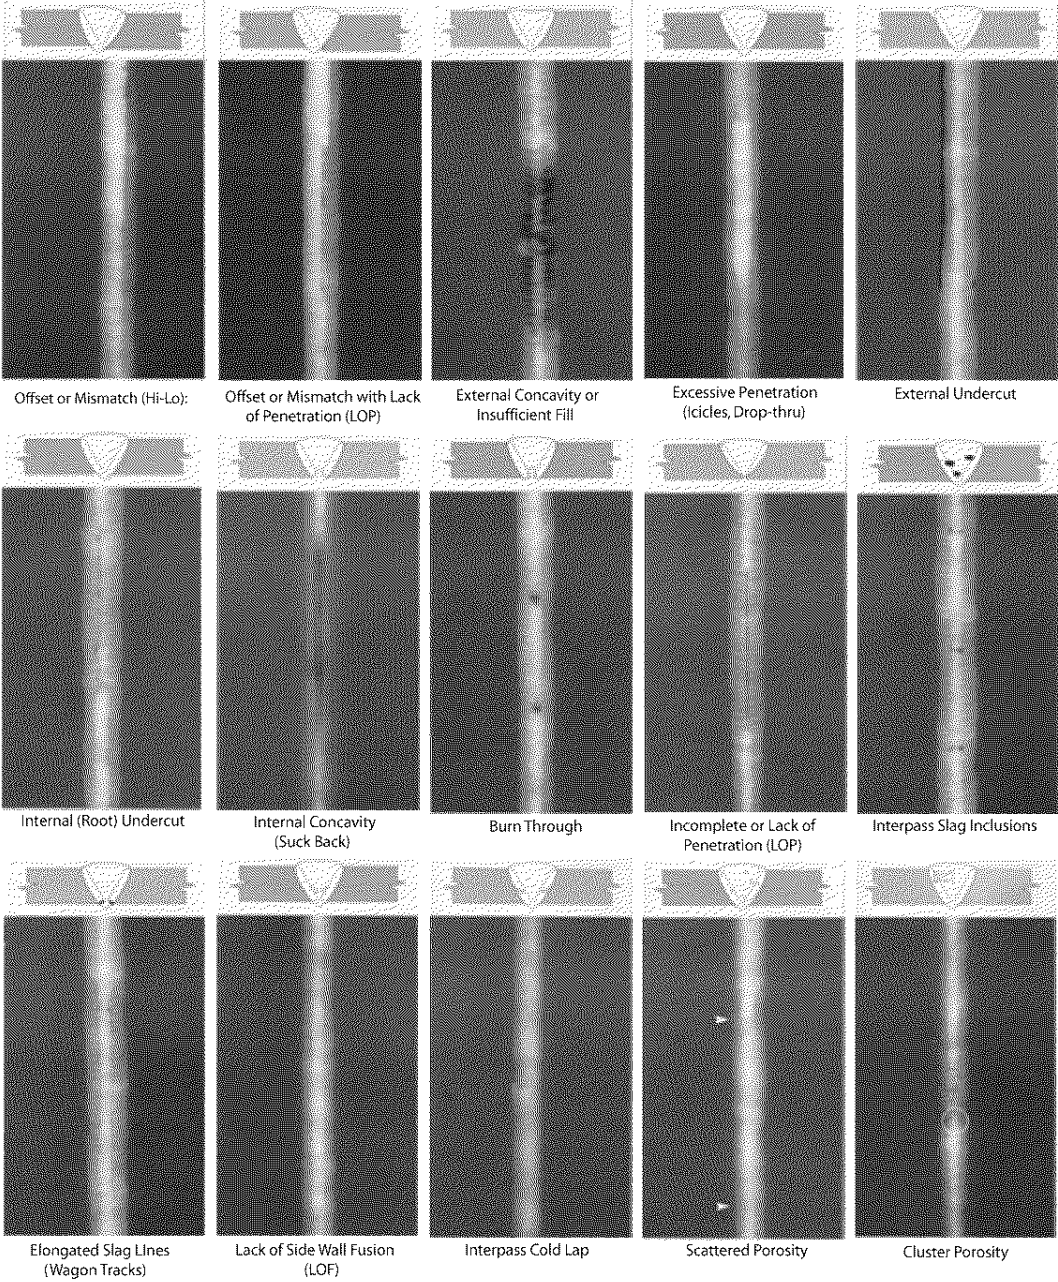 Offset or Mismatch (Hi-Lo):
Offset or Mismatch with Lack
of Penetration (LOP)
External Concavity or
Insufficient Fill
Excessive Penetration
(Icicles, Drop-thru)
External Undercut
Internal (Root) Undercut
Internal Concavity
(Suck Back)
Burn Through
Incomplete or Lack of
Penetration (LOP)
Interpass Slag Inclusions
Elongated Slag LInes
(Wagon Tracks)
Lack of Side Wall Fusion
(LOF)
Interpass Cold Lap
Scattered Porosity
Cluster Porosity